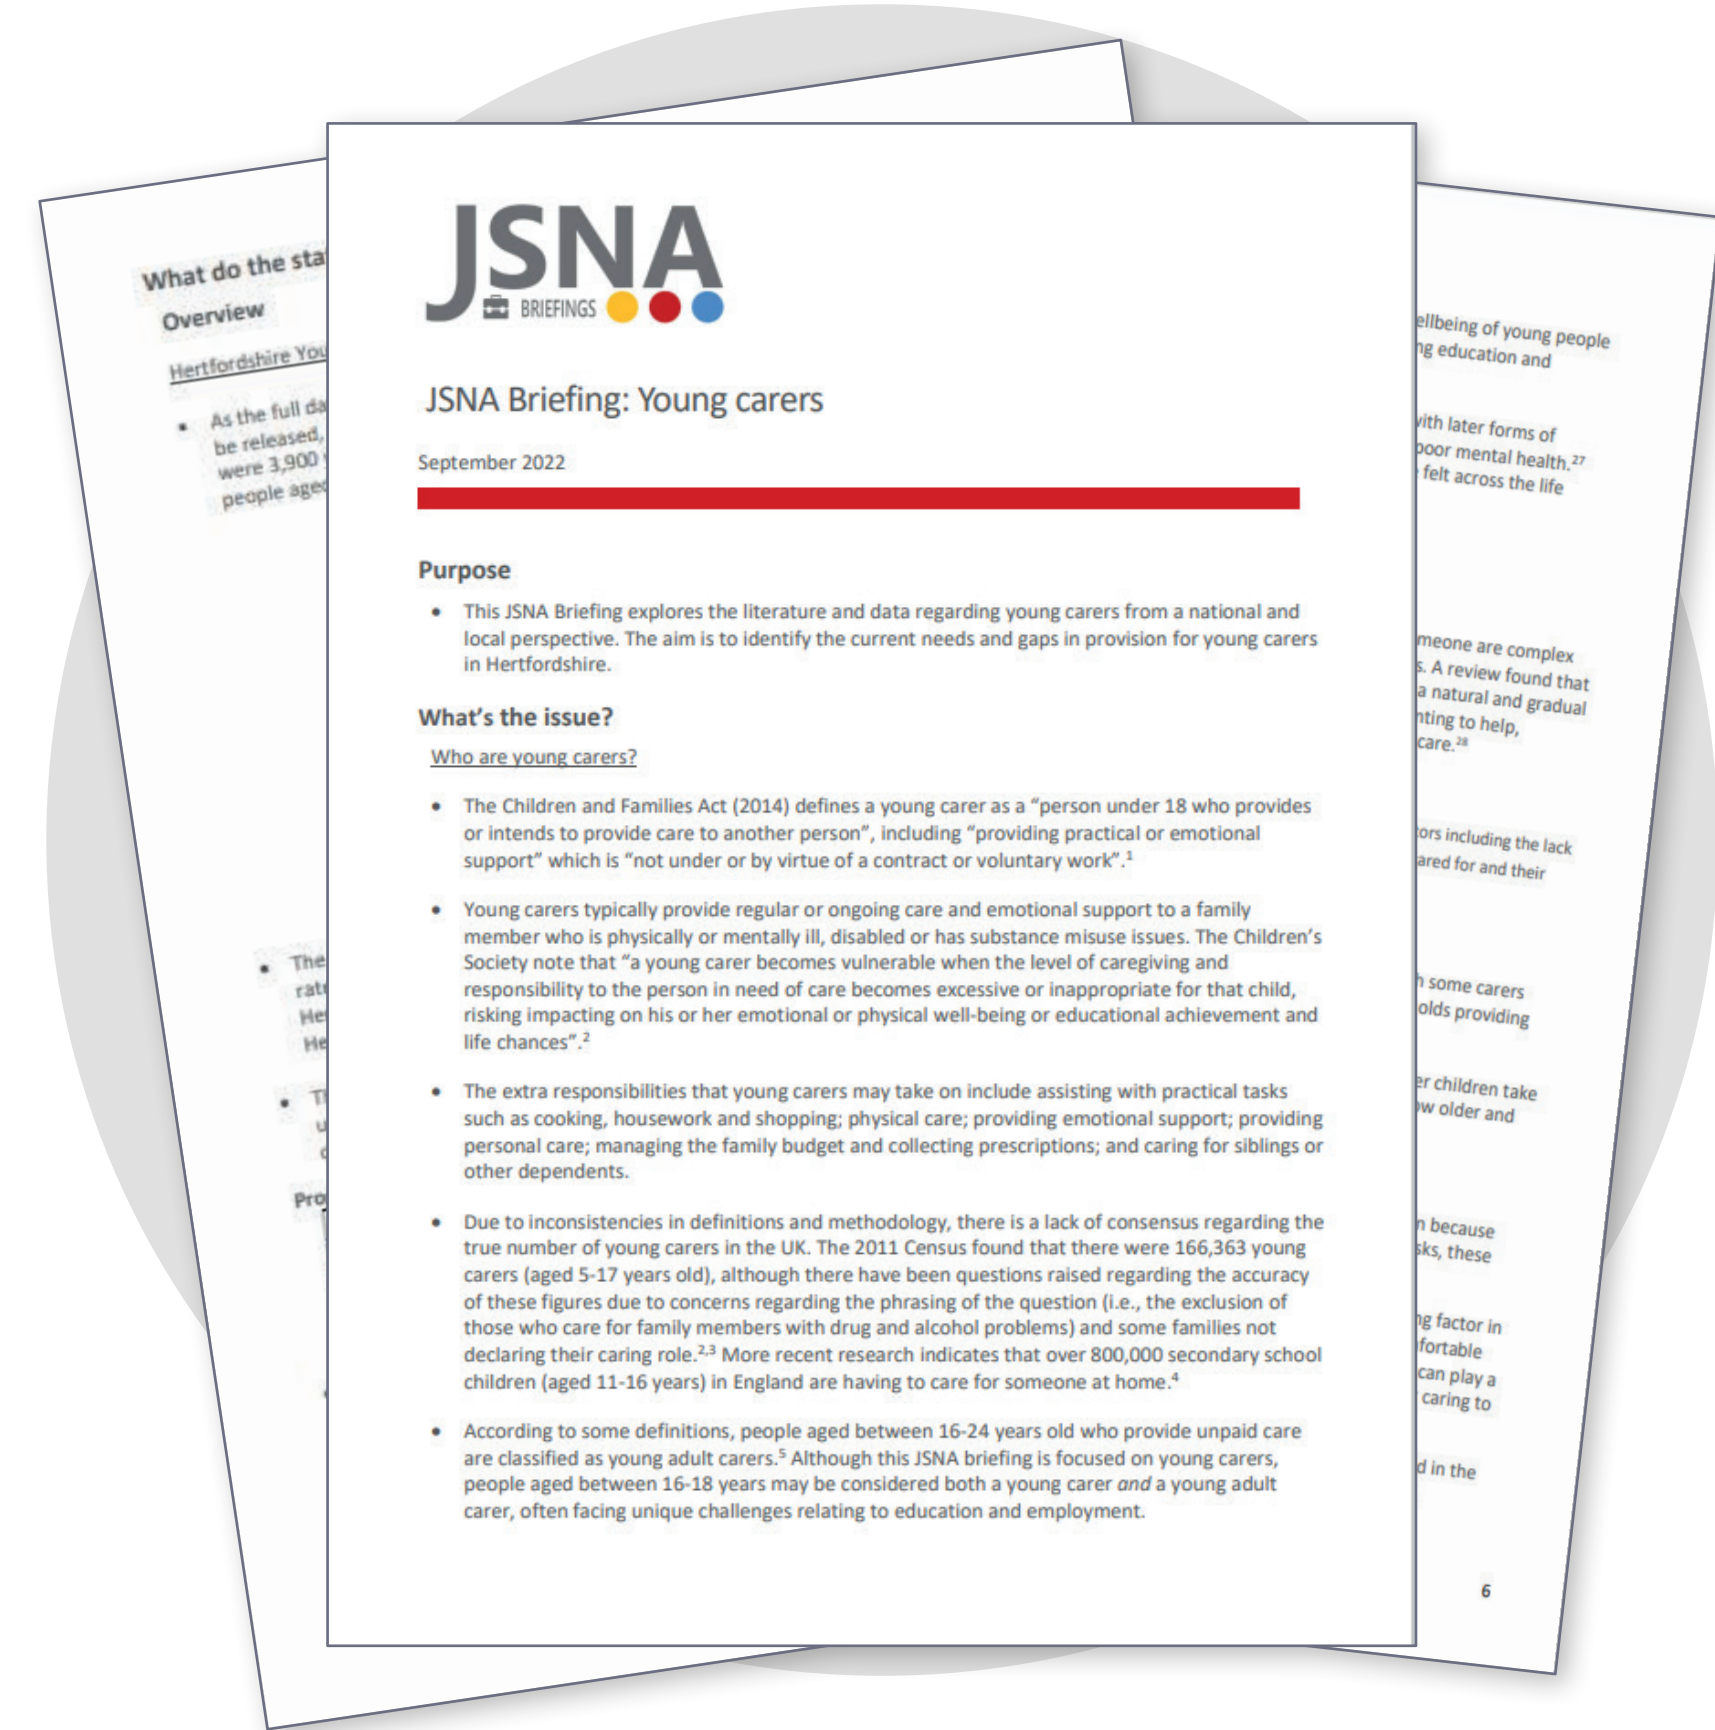 What do the
Overview
Hertfordshire
As the full
be released,
were 3,900
people aged
The
JSNA
BRIEFINGS
JSNA Briefing: Young carers
September 2022
Purpose
• This JSNA Briefing explores the literature and data regarding young carers from a national and
local perspective. The aim is to identify the current needs and gaps in provision for young carers
in Hertfordshire.
What's the issue?
Who are young carers?
• The Children and Families Act (2014) defines a young carer as a “person under 18 who provides
or intends to provide care to another person”, including “providing practical or emotional
support” which is “not under or by virtue of a contract or voluntary work”.1
• Young carers typically provide regular or ongoing care and emotional support to a family
member who is physically or mentally ill, disabled or has substance misuse issues. The Children’s
Society note that “a young carer becomes vulnerable when the level of caregiving and
responsibility to the person in need of care becomes excessive or inappropriate for that child,
risking impacting on his or her emotional or physical well-being or educational achievement and
life chances”.2
• The extra responsibilities that young carers may take on include assisting with practical tasks
such as cooking, housework and shopping; physical care; providing emotional support; providing
personal care; managing the family budget and collecting prescriptions; and caring for siblings or
other dependents.
• Due to inconsistencies in definitions and methodology, there is a lack of consensus regarding the
true number of young carers in the UK. The 2011 Census found that there were 166,363 young
carers (aged 5-17 years old), although there have been questions raised regarding the accuracy
of these figures due to concerns regarding the phrasing of the question (i.e., the exclusion of
those who care for family members with drug and alcohol problems) and some families not
declaring their caring role.2,3 More recent research indicates that over 800,000 secondary school
children (aged 11-16 years) in England are having to care for someone at home.4
• According to some definitions, people aged between 16-24 years old who provide unpaid care
are classified as young adult carers.5 Although this JSNA briefing is focused on young carers,
people aged between 16-18 years may be considered both a young carer and a young adult
carer, often facing unique challenges relating to education and employment.
of young people
education and
with later forms of
poor mental health.27
felt across the life
are complex
A review found that
a natural and gradual
to help,
care.28
including the lack
for and their
some carers
providing
children take
older and
because
these
factor in
can play a
caring to
in the
6